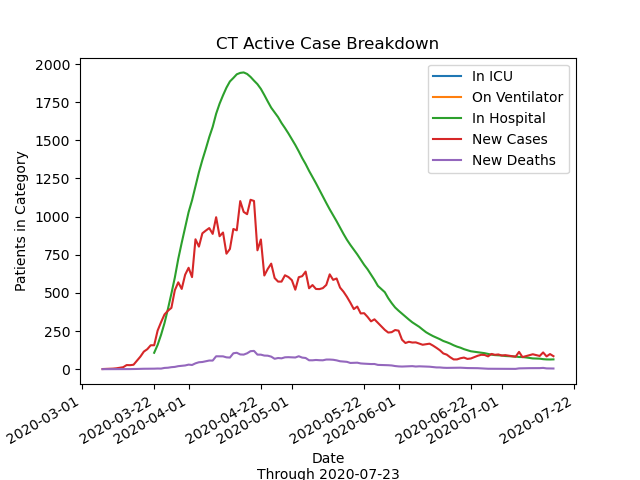 CT Active Case Breakdown
Patients in Category
2000
1750
1500
1250
1000
750
500
250
0
In ICU
On Ventilator
In Hospital
New Cases
New Deaths
2020-03-01
2020-03-22
2020-04-01
2020-04-22
2020-05-01
2020-05-22
2020-06-01
2020-06-22
2020-07-01
2020-07-22
Date
Through 2020-07-23